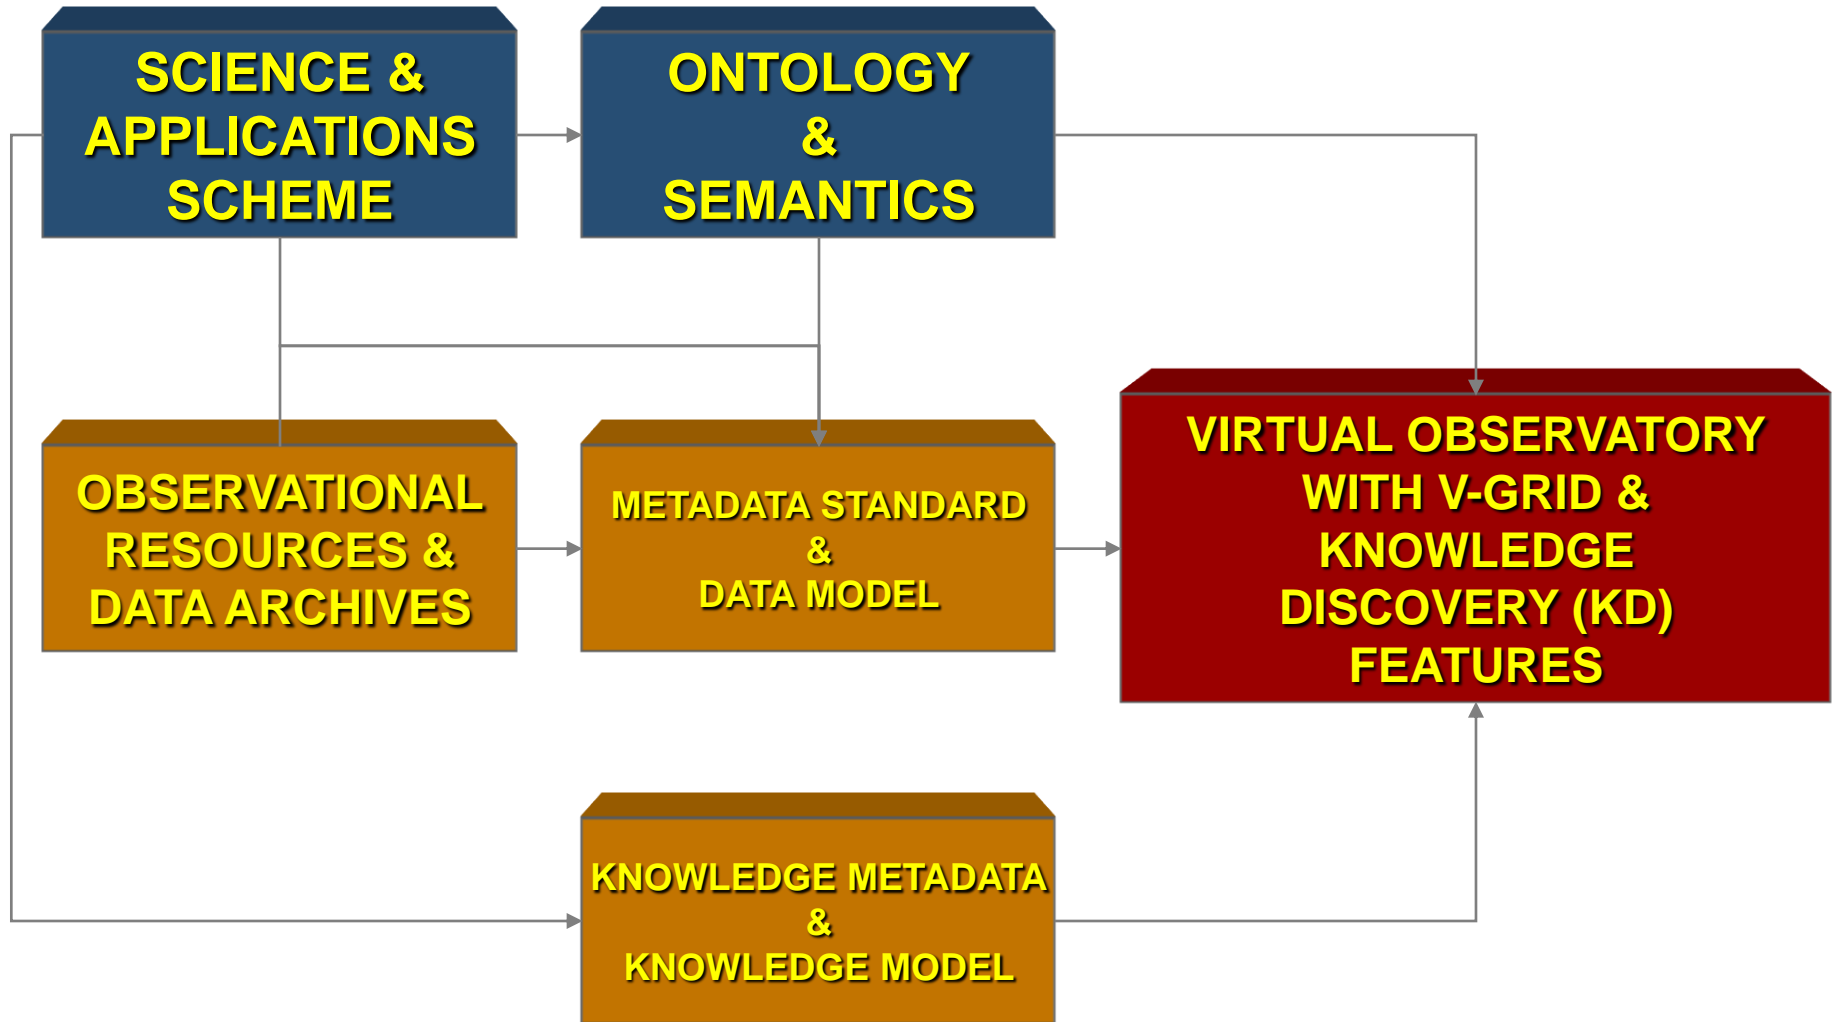 SCIENCE &
APPLICATIONS
SCHEME
ONTOLOGY
&
SEMANTICS
OBSERVATIONAL
RESOURCES &
DATA ARCHIVES
METADATA STANDARD
&
DATA MODEL
VIRTUAL OBSERVATORY
WITH V-GRID &
KNOWLEDGE
DISCOVERY (KD)
FEATURES
KNOWLEDGE METADATA
&
KNOWLEDGE MODEL